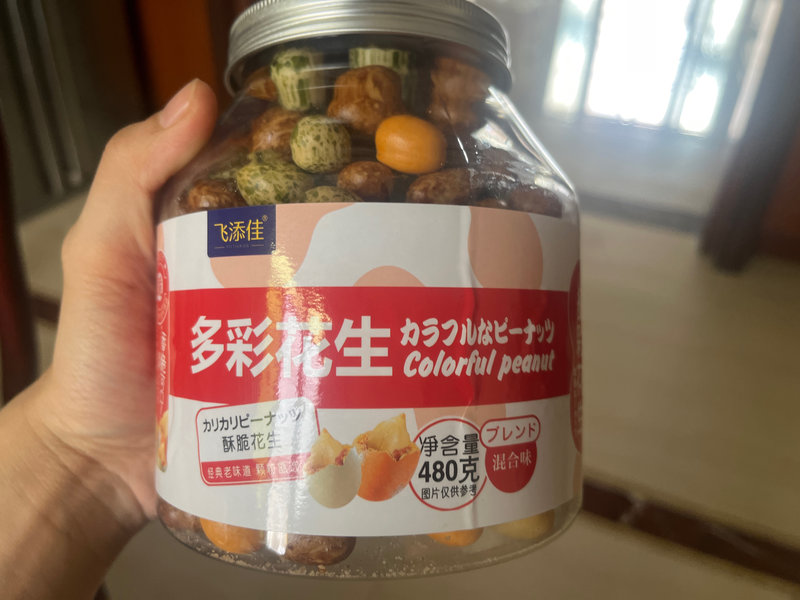 飞添佳®
多彩花生
カラフルなピーナッツ
Colorful peanut
カリカリピーナッツ
酥脆花生
经典老味道 颗粒
净含量
480克
图片仅供参考
ブレンド
混合味